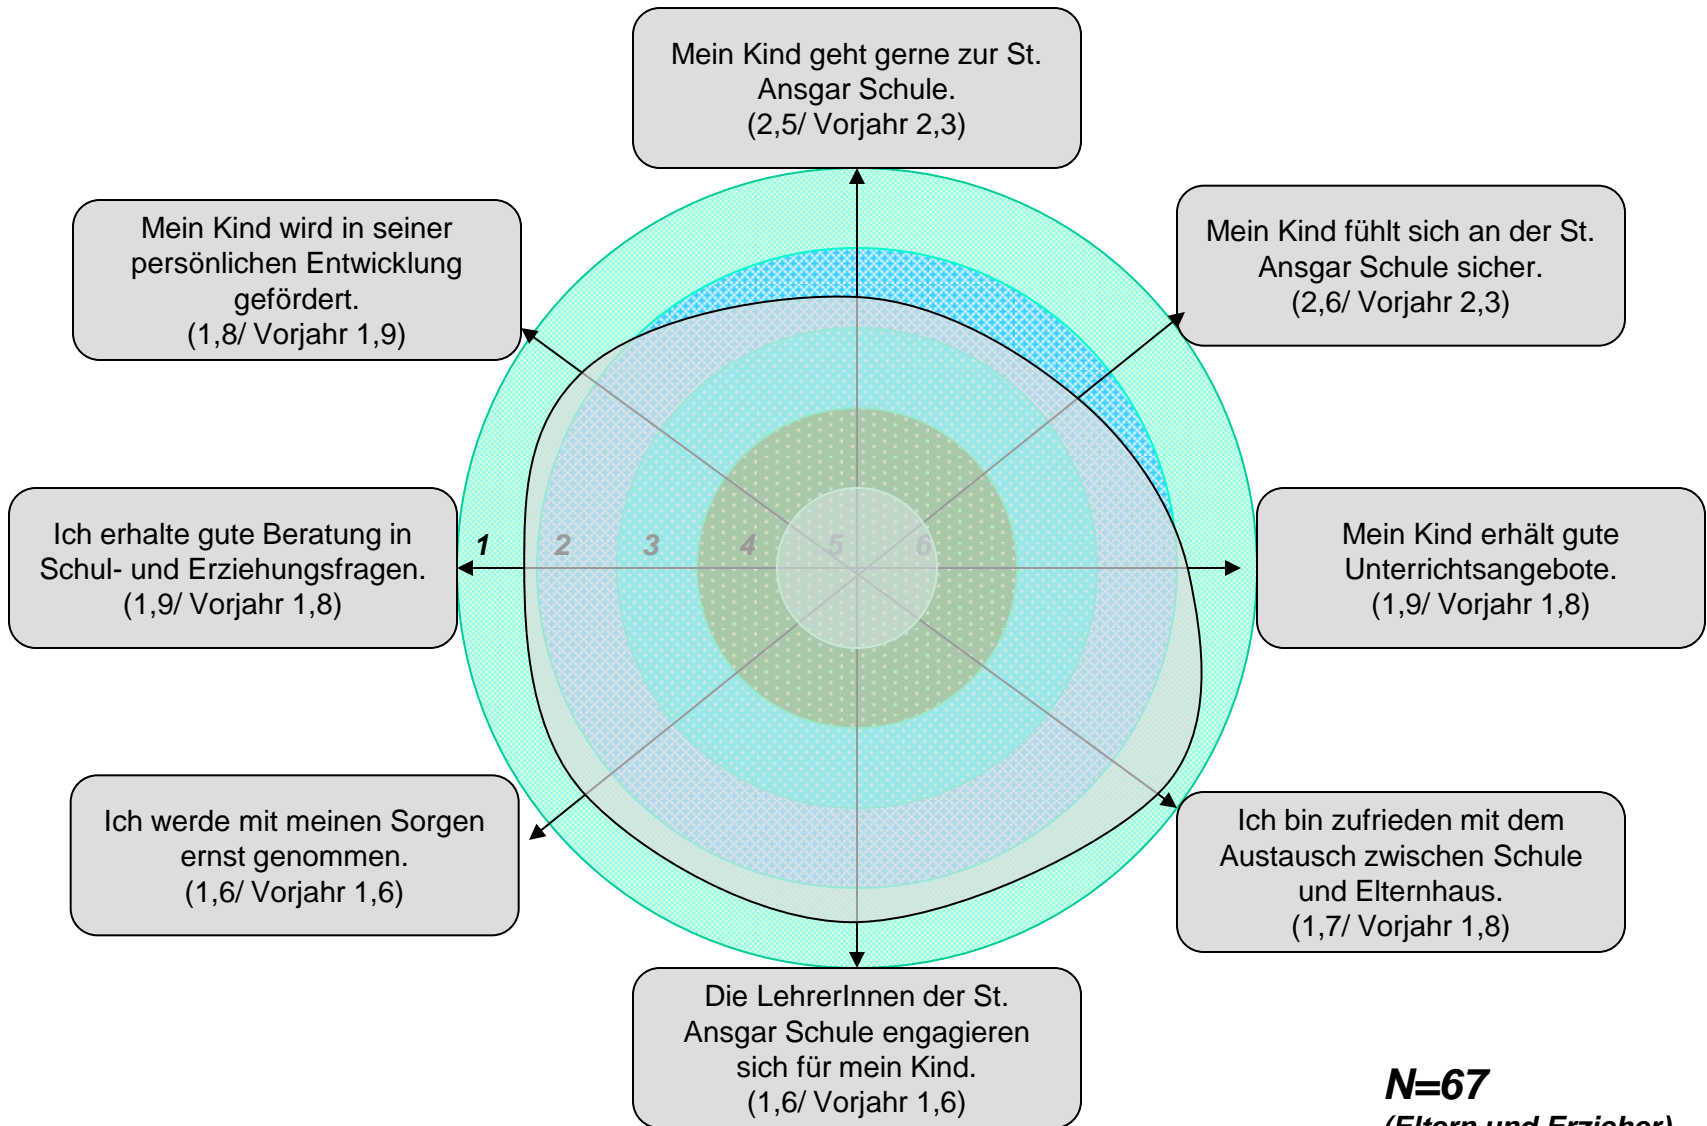 Mein Kind geht gerne zur St.
Ansgar Schule.
(2,5/ Vorjahr 2,3)
Mein Kind wird in seiner
persönlichen Entwicklung
gefördert.
(1,8/ Vorjahr 1,9)
Mein Kind fühlt sich an der St.
Ansgar Schule sicher.
(2,6/ Vorjahr 2,3)
Ich erhalte gute Beratung in
Schul- und Erziehungsfragen.
(1,9/ Vorjahr 1,8)
1 2 3 4 5 6
Mein Kind erhält gute
Unterrichtsangebote.
(1,9/ Vorjahr 1,8)
Ich werde mit meinen Sorgen
ernst genommen.
(1,6/ Vorjahr 1,6)
Ich bin zufrieden mit dem
Austausch zwischen Schule
und Elternhaus.
(1,7/ Vorjahr 1,8)
Die LehrerInnen der St.
Ansgar Schule engagieren
sich für mein Kind.
(1,6/ Vorjahr 1,6)
N=67
(Eltern und Erzieher)